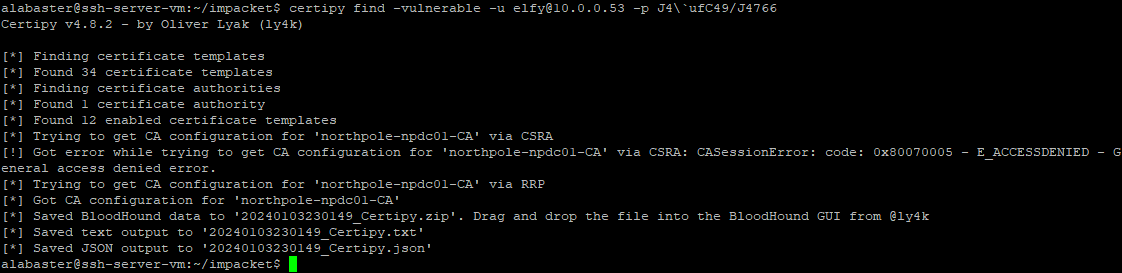 alabaster@ssh-server-vm:~/impacket$ certipy find -vulnerable -u elfy@10.0.0.53 -p J4\`ufC49/J4766
Certipy v4.8.2 - by Oliver Lyak (ly4k)
[*] Finding certificate templates
[*] Found 34 certificate templates
[*] Finding certificate authorities
[*] Found 1 certificate authority
[*] Found 12 enabled certificate templates
[*] Trying to get CA configuration for 'northpole-npdc01-CA' via CSRA
[!] Got error while trying to get CA configuration for 'northpole-npdc01-CA' via CSRA: CASessionError: code: 0x80070005 - E_ACCESSDENIED - G
eneral access denied error.
[*] Trying to get CA configuration for 'northpole-npdc01-CA' via RRP
[*] Got CA configuration for 'northpole-npdc01-CA'
[*] Saved BloodHound data to '20240103230149_Certipy.zip'. Drag and drop the file into the BloodHound GUI from @ly4k
[*] Saved text output to '20240103230149_Certipy.txt'
[*] Saved JSON output to '20240103230149_Certipy.json'
alabaster@ssh-server-vm:~/impacket$